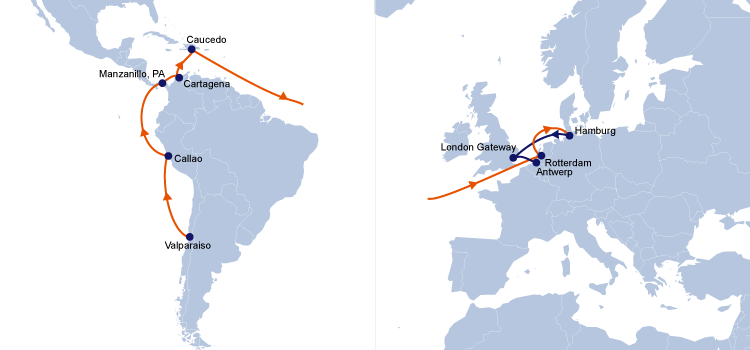 Caucedo
Manzanillo, PA
Cartagena
Callao
Valparaiso
Hamburg
London Gateway
Rotterdam
Antwerp